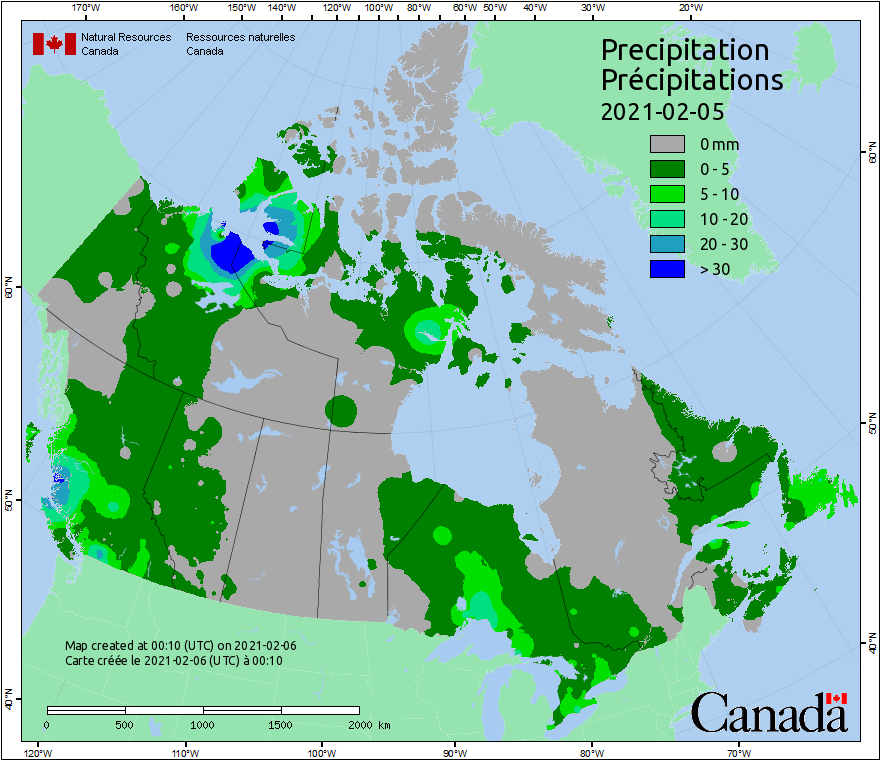 170°W 160°W 150°W 140°W 120°W 100°W 80°W 60°W 50°W 40°W 30°W 20°W
Natural Resources Ressources naturelles
Canada Canada
Precipitation
Précipitations
2021-02-05
0 mm
0 - 5
5 - 10
10 - 20
20 - 30
> 30
60°N 60°N
50°N 50°N
40°N 40°N
Map created at 00:10 (UTC) on 2021-02-06
Carte créée le 2021-02-06 (UTC) à 00:10
0 500 1000 1500 2000 km
Canada
120°W 110°W 100°W 90°W 80°W 70°W